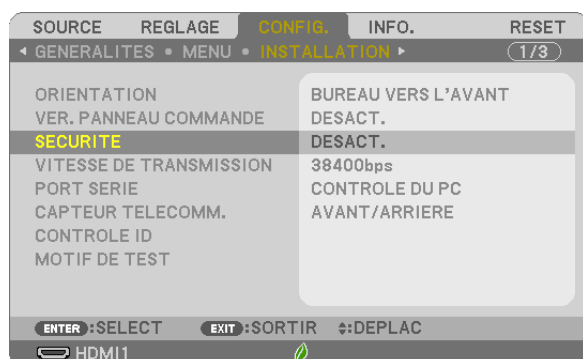 SOURCE REGLAGE CONFIG. INFO. RESET
GENERALITES • MENU • INSTALLATION 1/3
ORIENTATION BUREAU VERS L'AVANT
VER. PANNEAU COMMANDE DESACT.
SECURITE DESACT.
VITESSE DE TRANSMISSION 38400bps
PORT SERIE CONTROLE DU PC
CAPTEUR TELECOMM. AVANT/ARRIERE
CONTROLE ID
MOTIF DE TEST
ENTER :SELECT EXIT :SORTIR :DEPLAC
HDMI1